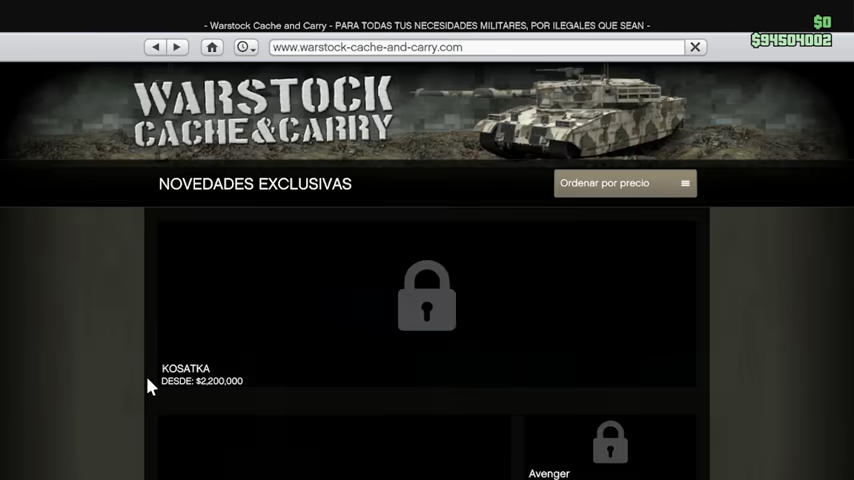 - Warstock Cache and Carry - PARA TODAS TUS NECESIDADES MILITARES, POR ILEGALES QUE SEAN -
$0
$94504002
www.warstock-cache-and-carry.com
WARSTOCK
CACHE&CARRY
NOVEDADES EXCLUSIVAS
Ordenar por precio
KOSATKA
DESDE: $2,200,000
Avenger